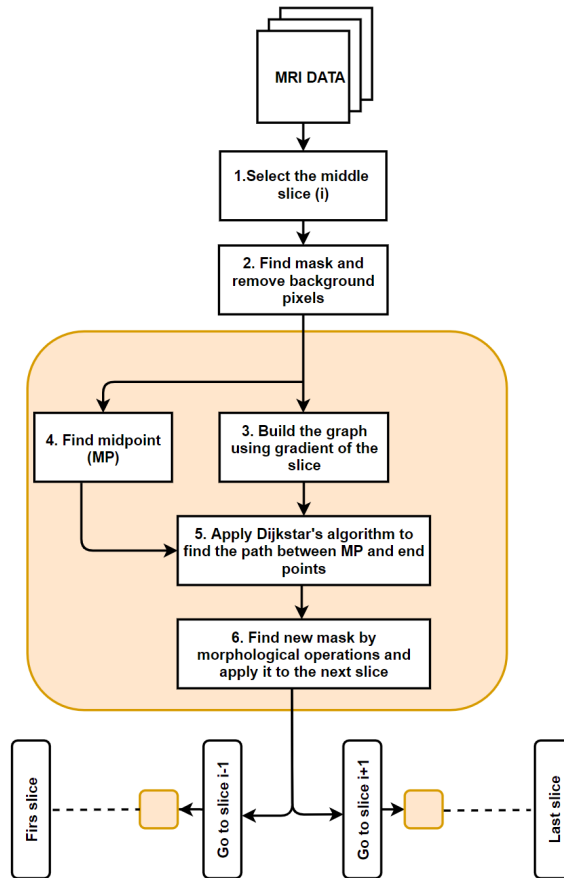 MRI DATA
1.Select the middle
slice (i)
2. Find mask and
remove background
pixels
4. Find midpoint
(MP)
3. Build the graph
using gradient of the
slice
5. Apply Dijkstar's algorithm to
find the path between MP and end
points
6. Find new mask by
morphological operations and
apply it to the next slice
Firs slice
Go to slice i-1
Go to slice i+1
Last slice